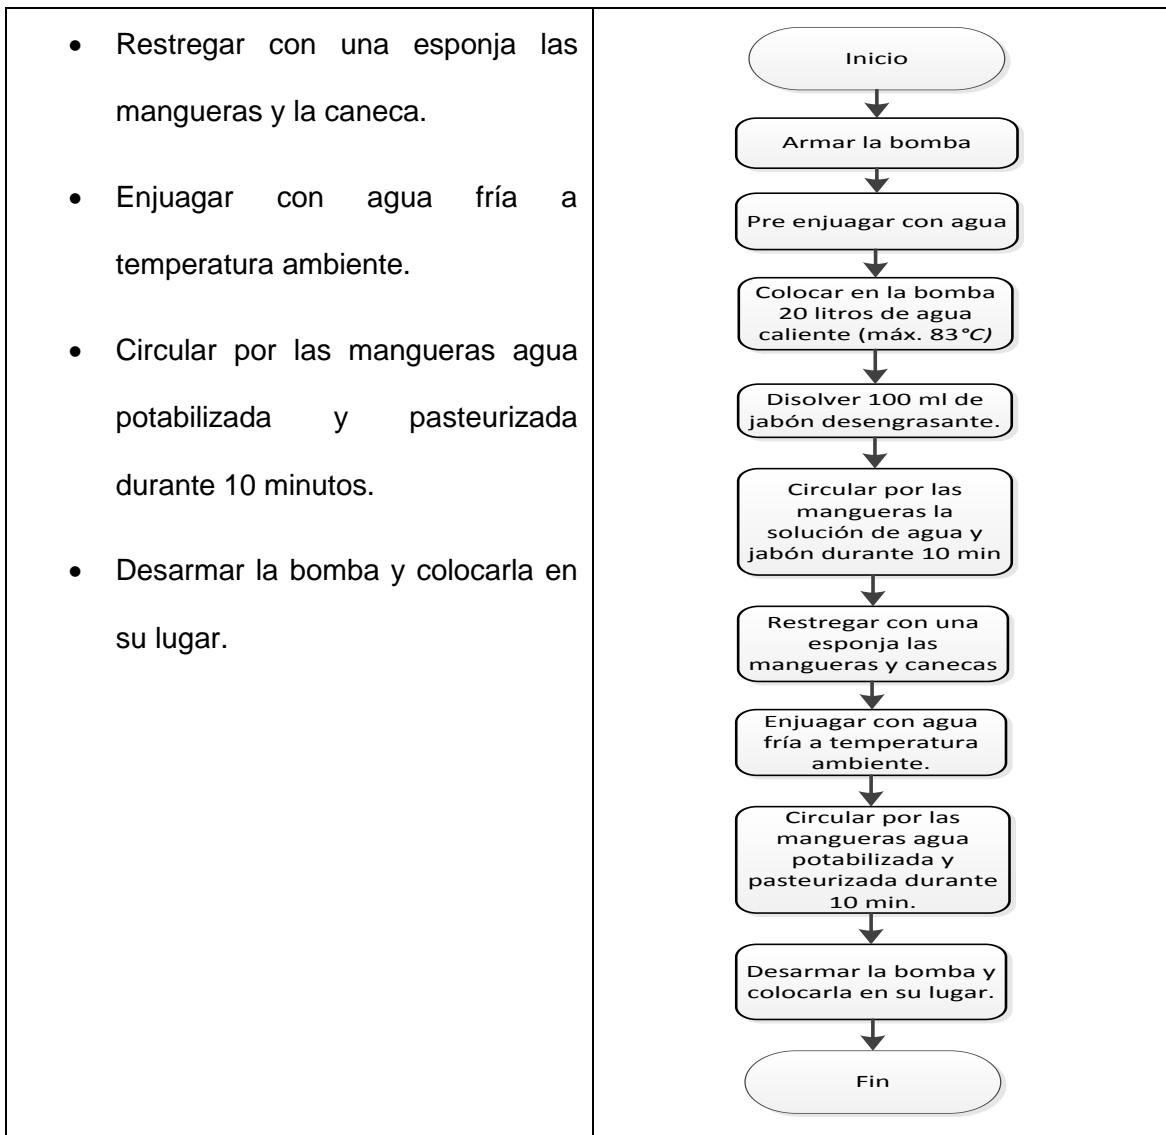 • Restregar con una esponja las
mangueras y la caneca.
• Enjuagar con agua fría a
temperatura ambiente.
• Circular por las mangueras agua
potabilizada y pasteurizada
durante 10 minutos.
• Desarmar la bomba y colocarla en
su lugar.
Inicio
Armar la bomba
Pre enjuagar con agua
Colocar en la bomba
20 litros de agua
caliente (máx. 83°C)
Disolver 100 ml de
jabón desengrasante.
Circular por las
mangueras la
solución de agua y
jabón durante 10 min
Restregar con una
esponja las
mangueras y canecas
Enjuagar con agua
fría a temperatura
ambiente.
Circular por las
mangueras agua
potabilizada y
pasteurizada durante
10 min.
Desarmar la bomba y
colocarla en su lugar.
Fin